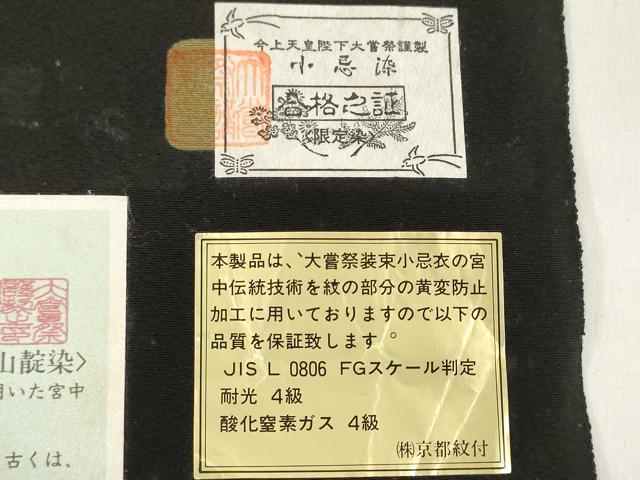 今上天皇陛下大嘗祭謹製
小忌染
合格之証
〈限定染〉
本製品は、大嘗祭装束小忌衣の宮
中伝統技術を紋の部分の黄変防止
加工に用いておりますので以下の
品質を保証致します。
JIS L 0806 FGスケール判定
耐光 4級
酸化窒素ガス 4級
㈱京都紋付
大嘗祭
山靛染〉
用いた宮中
古くは、